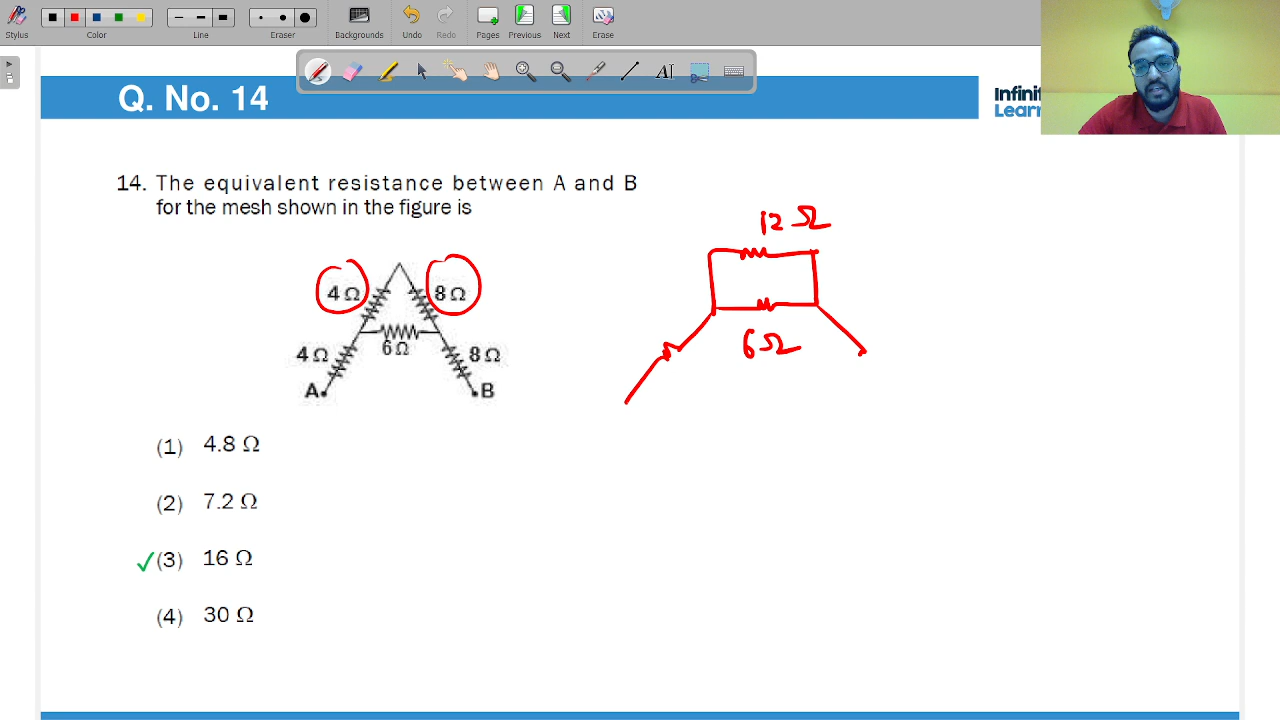 Stylus
Color
Line
Eraser
Backgrounds
Undo
Redo
Pages
Previous
Next
Erase
Q. No. 14
Infinit
Learn
14. The equivalent resistance between A and B
for the mesh shown in the figure is
12 Ω
4 Ω
8 Ω
6 Ω
6 Ω
4 Ω
8 Ω
A
B
(1) 4.8 Ω
(2) 7.2 Ω
✓(3) 16 Ω
(4) 30 Ω